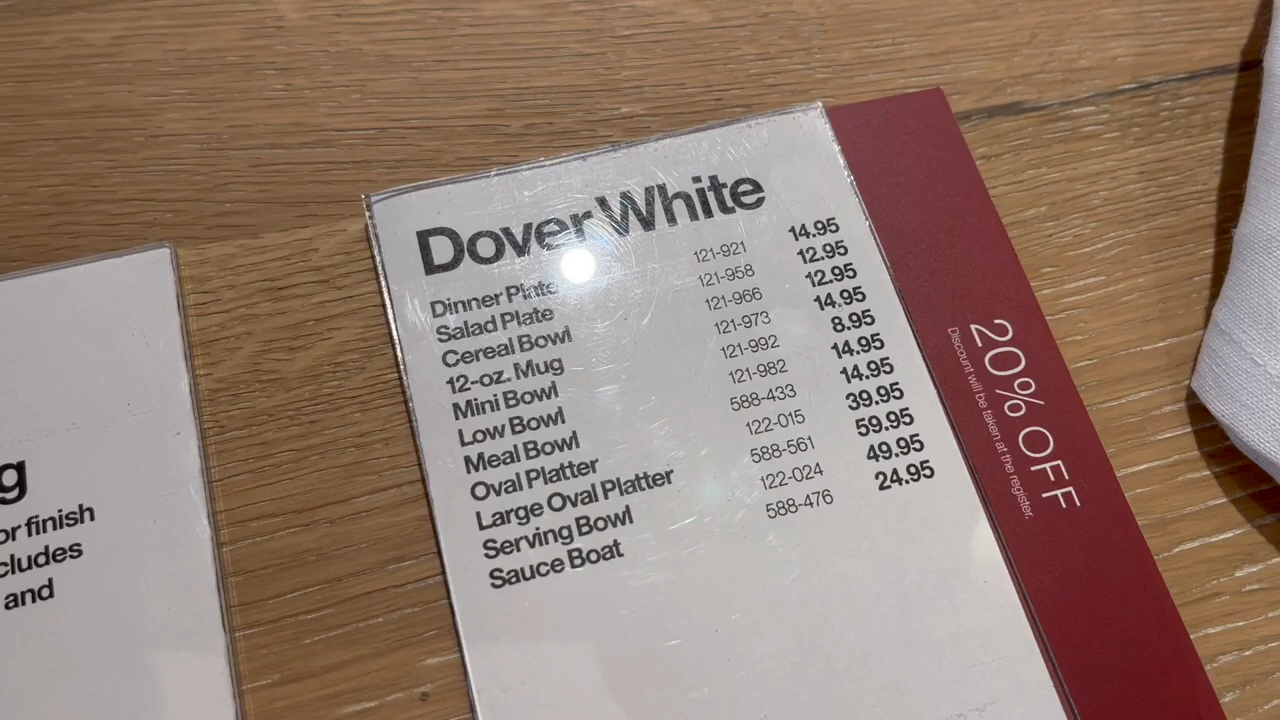 Dover White
Dinner Plate 121-921 14.95
Salad Plate 121-958 12.95
Cereal Bowl 121-966 12.95
12-oz. Mug 121-973 14.95
Mini Bowl 121-992 8.95
Low Bowl 121-982 14.95
Meal Bowl 588-433 14.95
Oval Platter 122-015 39.95
Large Oval Platter 588-561 59.95
Serving Bowl 122-024 49.95
Sauce Boat 588-476 24.95
20% OFF
Discount will be taken at the register.
g
or finish
cludes
and